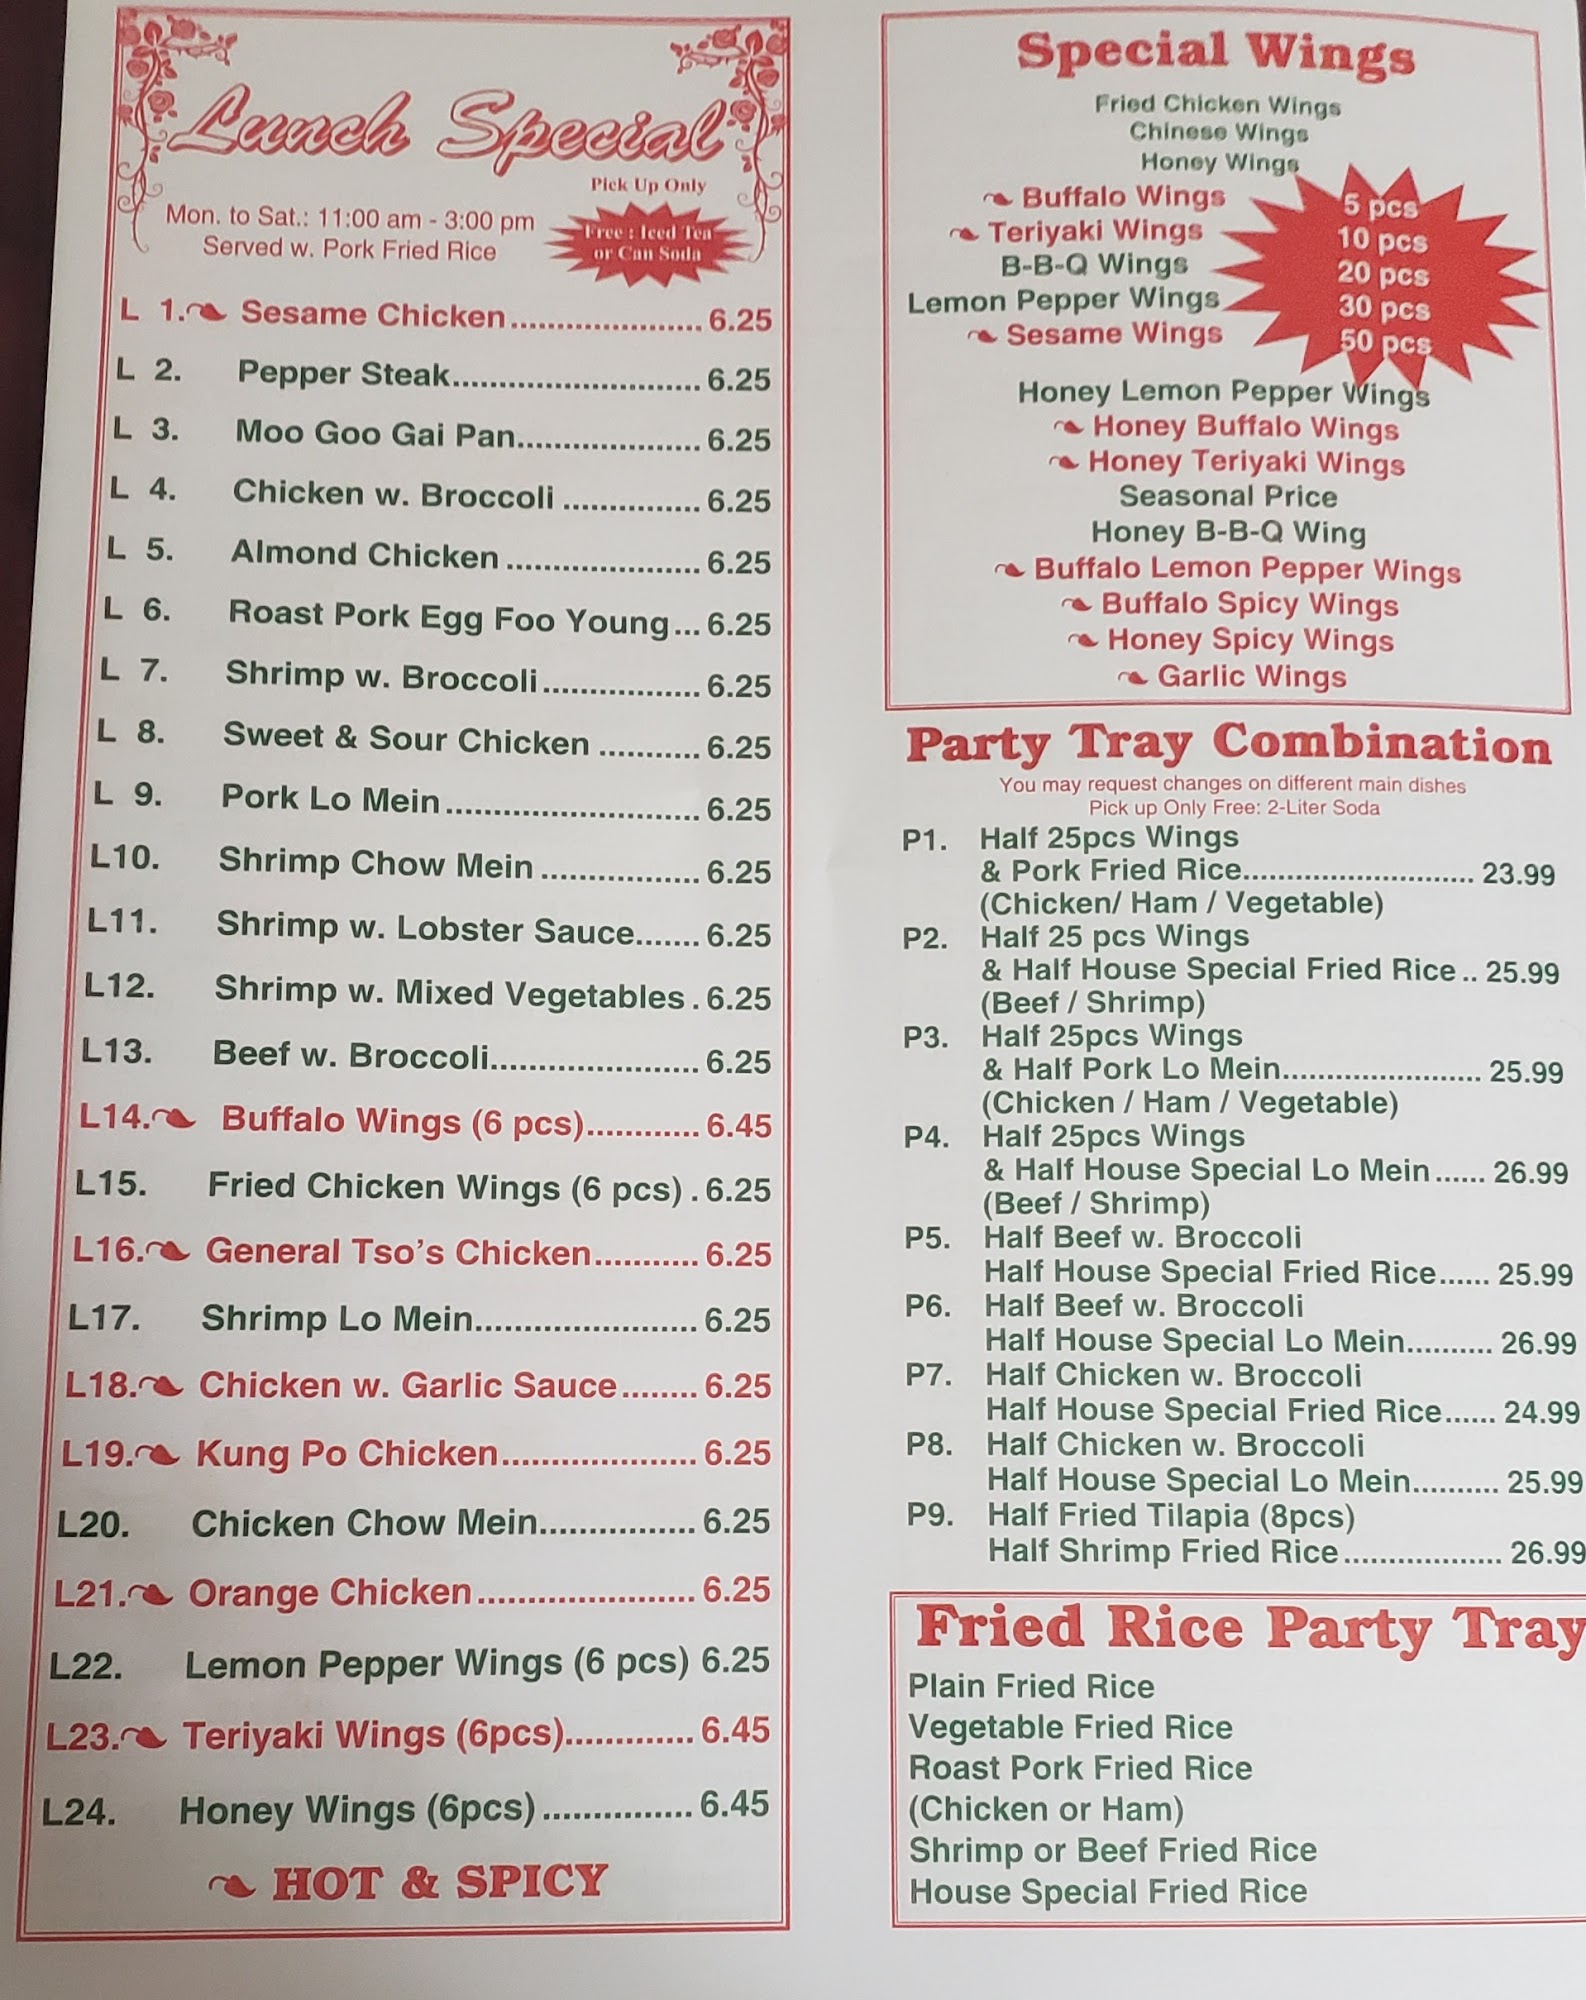 Lunch Special
Pick Up Only
Mon. to Sat.: 11:00 am - 3:00 pm
Served w. Pork Fried Rice
Free : Iced Tea
or Can Soda
L 1. Sesame Chicken.................... 6.25
L 2. Pepper Steak........................... 6.25
L 3. Moo Goo Gai Pan.................... 6.25
L 4. Chicken w. Broccoli ............... 6.25
L 5. Almond Chicken ..................... 6.25
L 6. Roast Pork Egg Foo Young... 6.25
L 7. Shrimp w. Broccoli................. 6.25
L 8. Sweet & Sour Chicken ........... 6.25
L 9. Pork Lo Mein............................ 6.25
L10. Shrimp Chow Mein ................. 6.25
L11. Shrimp w. Lobster Sauce....... 6.25
L12. Shrimp w. Mixed Vegetables . 6.25
L13. Beef w. Broccoli....................... 6.25
L14. Buffalo Wings (6 pcs)............ 6.45
L15. Fried Chicken Wings (6 pcs) . 6.25
L16. General Tso's Chicken........... 6.25
L17. Shrimp Lo Mein........................ 6.25
L18. Chicken w. Garlic Sauce........ 6.25
L19. Kung Po Chicken..................... 6.25
L20. Chicken Chow Mein................. 6.25
L21. Orange Chicken....................... 6.25
L22. Lemon Pepper Wings (6 pcs) 6.25
L23. Teriyaki Wings (6pcs)............. 6.45
L24. Honey Wings (6pcs)............... 6.45
HOT & SPICY
Special Wings
Fried Chicken Wings
Chinese Wings
Honey Wings
Buffalo Wings
Teriyaki Wings
B-B-Q Wings
Lemon Pepper Wings
Sesame Wings
5 pcs
10 pcs
20 pcs
30 pcs
50 pcs
Honey Lemon Pepper Wings
Honey Buffalo Wings
Honey Teriyaki Wings
Seasonal Price
Honey B-B-Q Wing
Buffalo Lemon Pepper Wings
Buffalo Spicy Wings
Honey Spicy Wings
Garlic Wings
Party Tray Combination
You may request changes on different main dishes
Pick up Only Free: 2-Liter Soda
P1. Half 25pcs Wings
& Pork Fried Rice........................... 23.99
(Chicken/ Ham / Vegetable)
P2. Half 25 pcs Wings
& Half House Special Fried Rice .. 25.99
(Beef / Shrimp)
P3. Half 25pcs Wings
& Half Pork Lo Mein....................... 25.99
(Chicken / Ham / Vegetable)
P4. Half 25pcs Wings
& Half House Special Lo Mein...... 26.99
(Beef / Shrimp)
P5. Half Beef w. Broccoli
Half House Special Fried Rice...... 25.99
P6. Half Beef w. Broccoli
Half House Special Lo Mein.......... 26.99
P7. Half Chicken w. Broccoli
Half House Special Fried Rice...... 24.99
P8. Half Chicken w. Broccoli
Half House Special Lo Mein.......... 25.99
P9. Half Fried Tilapia (8pcs)
Half Shrimp Fried Rice................... 26.99
Fried Rice Party Tray
Plain Fried Rice
Vegetable Fried Rice
Roast Pork Fried Rice
(Chicken or Ham)
Shrimp or Beef Fried Rice
House Special Fried Rice